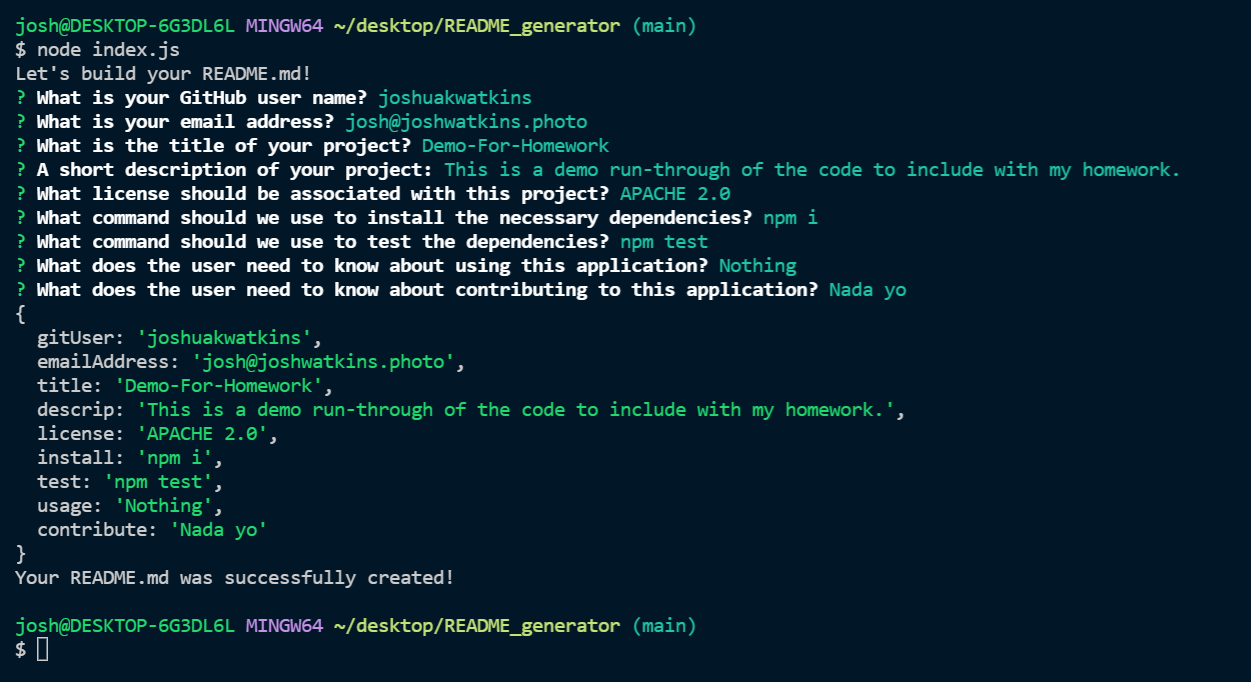 josh@DESKTOP-6G3DL6L MINGW64 ~/desktop/README_generator (main)
$ node index.js
Let's build your README.md!
? What is your GitHub user name? joshuakwatkins
? What is your email address? josh@joshwatkins.photo
? What is the title of your project? Demo-For-Homework
? A short description of your project: This is a demo run-through of the code to include with my homework.
? What license should be associated with this project? APACHE 2.0
? What command should we use to install the necessary dependencies? npm i
? What command should we use to test the dependencies? npm test
? What does the user need to know about using this application? Nothing
? What does the user need to know about contributing to this application? Nada yo
{
  gitUser: 'joshuakwatkins',
  emailAddress: 'josh@joshwatkins.photo',
  title: 'Demo-For-Homework',
  descrip: 'This is a demo run-through of the code to include with my homework.',
  license: 'APACHE 2.0',
  install: 'npm i',
  test: 'npm test',
  usage: 'Nothing',
  contribute: 'Nada yo'
}
Your README.md was successfully created!
josh@DESKTOP-6G3DL6L MINGW64 ~/desktop/README_generator (main)
$